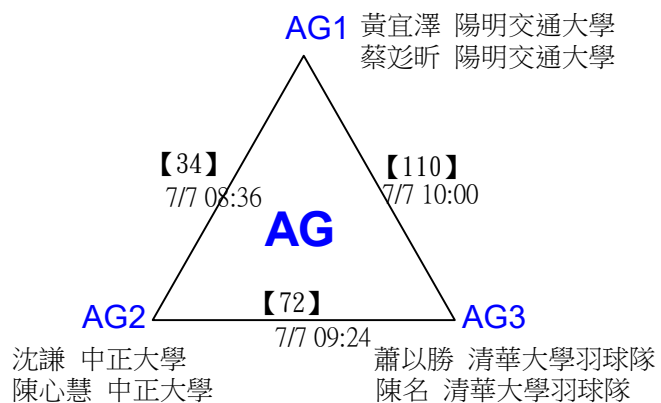 AG1 黃宜澤 陽明交通大學
蔡彣昕 陽明交通大學
【34】
7/7 08:36
【110】
7/7 10:00
AG
【72】
7/7 09:24
AG2
AG3
沈謙 中正大學
陳心慧 中正大學
蕭以勝 清華大學羽球隊
陳名 清華大學羽球隊